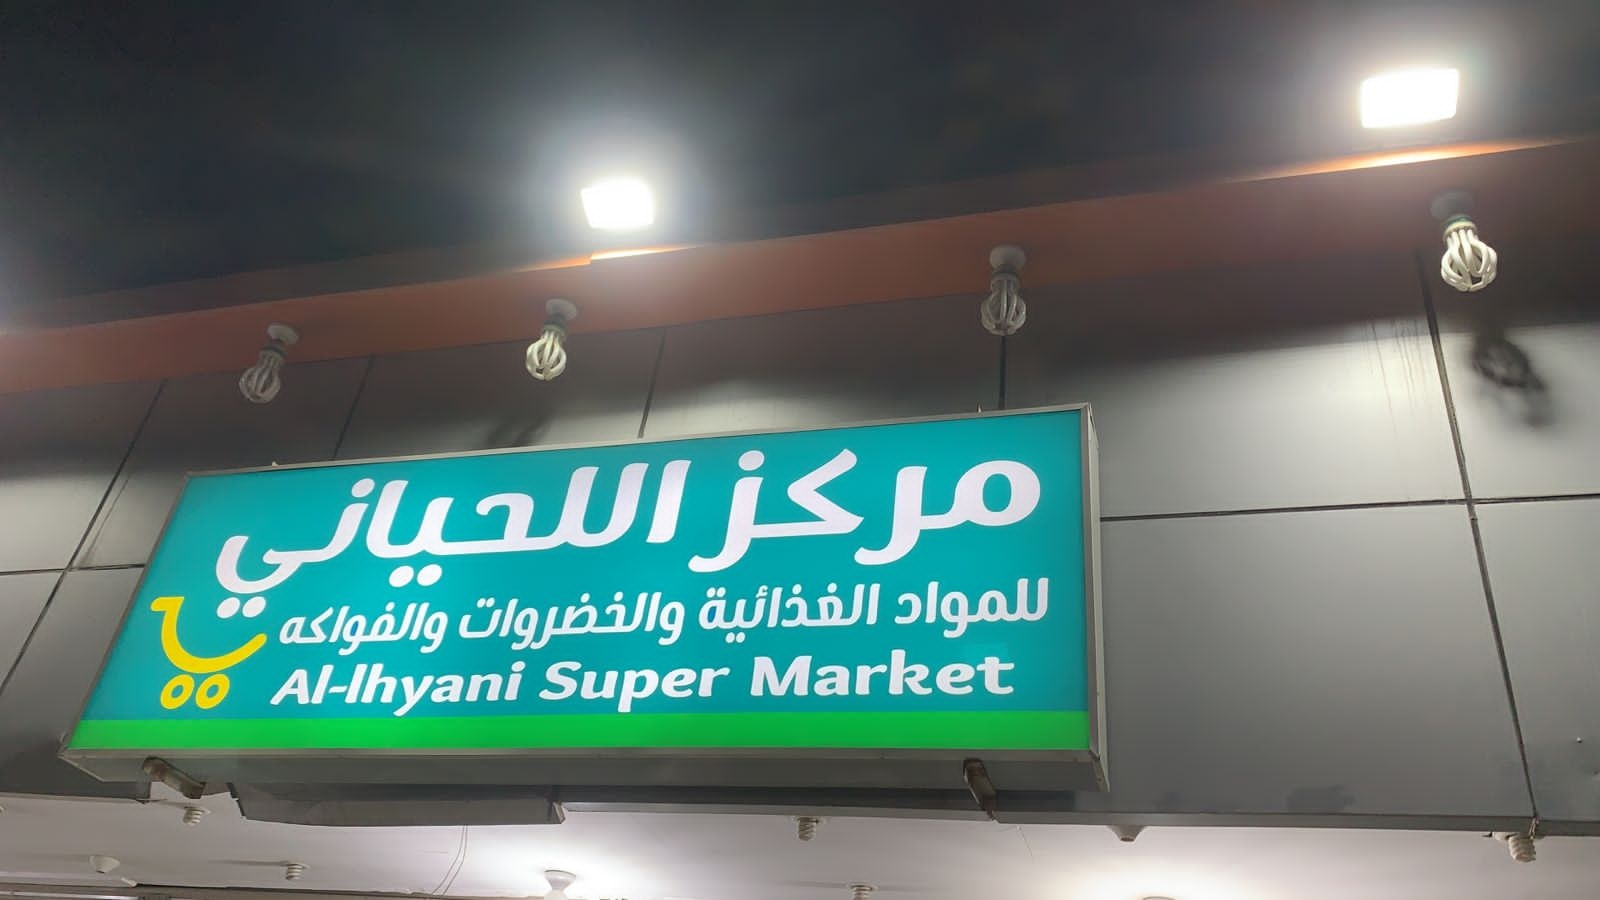 مركز اللحياني
للمواد الغذائية والخضروات والفواكه
Al-lhyani Super Market